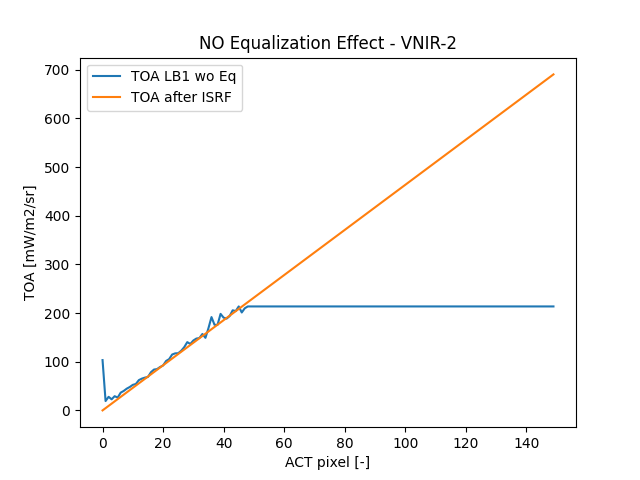 NO Equalization Effect - VNIR-2
TOA LB1 wo Eq
TOA after ISRF
TOA [mW/m2/sr]
700
600
500
400
300
200
100
0
0 20 40 60 80 100 120 140
ACT pixel [-]